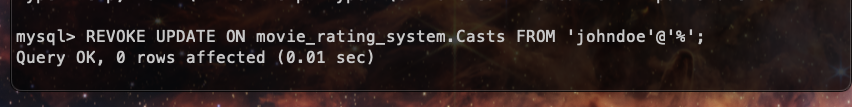 mysql> REVOKE UPDATE ON movie_rating_system.Casts FROM 'johndoe'@'%';
Query OK, 0 rows affected (0.01 sec)